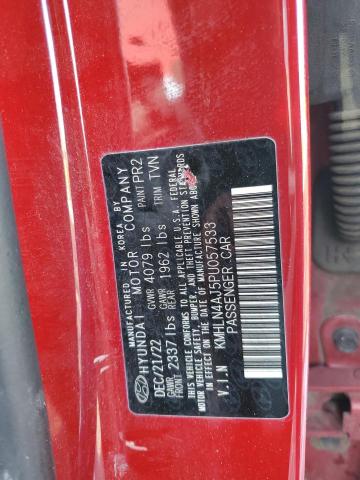 MANUFACTURED IN KOREA BY
HYUNDAI MOTOR COMPANY
DEC/21/22 GVWR 4079 lbs PAINT PR2
GAWR FRONT 2337 lbs GAWR REAR 1962 lbs TRIM TVN
THIS VEHICLE CONFORMS TO ALL APPLICABLE U.S.A. FEDERAL
MOTOR VEHICLE SAFETY, BUMPER, AND THEFT PREVENTION STANDARDS
IN EFFECT ON THE DATE OF MANUFACTURE SHOWN ABOVE
V.I.N KMHLN4AJ5PU057593
PASSENGER CAR